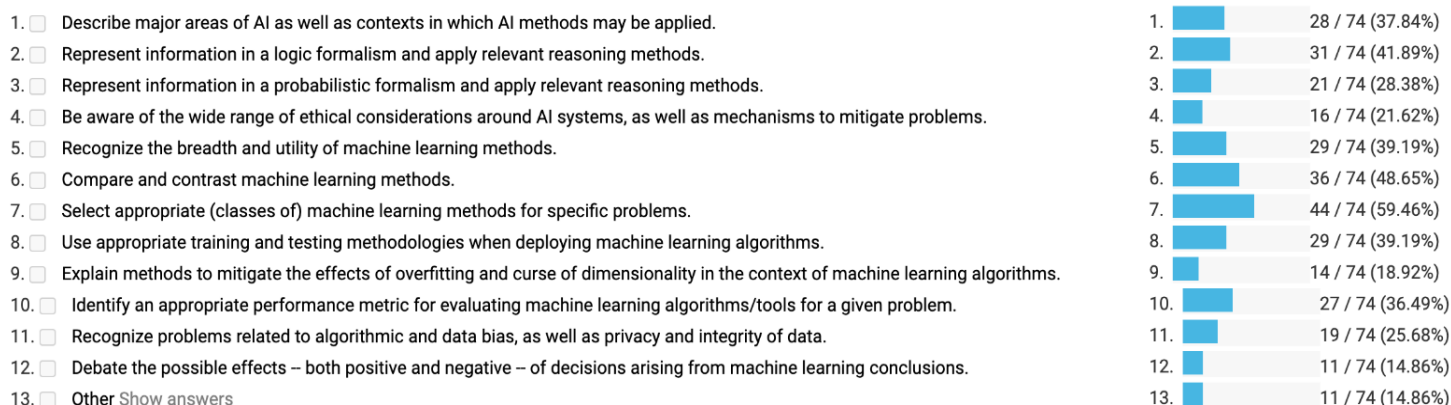 1. Describe major areas of AI as well as contexts in which AI methods may be applied. 1. 28 / 74 (37.84%)
2. Represent information in a logic formalism and apply relevant reasoning methods. 2. 31 / 74 (41.89%)
3. Represent information in a probabilistic formalism and apply relevant reasoning methods. 3. 21 / 74 (28.38%)
4. Be aware of the wide range of ethical considerations around AI systems, as well as mechanisms to mitigate problems. 4. 16 / 74 (21.62%)
5. Recognize the breadth and utility of machine learning methods. 5. 29 / 74 (39.19%)
6. Compare and contrast machine learning methods. 6. 36 / 74 (48.65%)
7. Select appropriate (classes of) machine learning methods for specific problems. 7. 44 / 74 (59.46%)
8. Use appropriate training and testing methodologies when deploying machine learning algorithms. 8. 29 / 74 (39.19%)
9. Explain methods to mitigate the effects of overfitting and curse of dimensionality in the context of machine learning algorithms. 9. 14 / 74 (18.92%)
10. Identify an appropriate performance metric for evaluating machine learning algorithms/tools for a given problem. 10. 27 / 74 (36.49%)
11. Recognize problems related to algorithmic and data bias, as well as privacy and integrity of data. 11. 19 / 74 (25.68%)
12. Debate the possible effects -- both positive and negative -- of decisions arising from machine learning conclusions. 12. 11 / 74 (14.86%)
13. Other Show answers 13. 11 / 74 (14.86%)